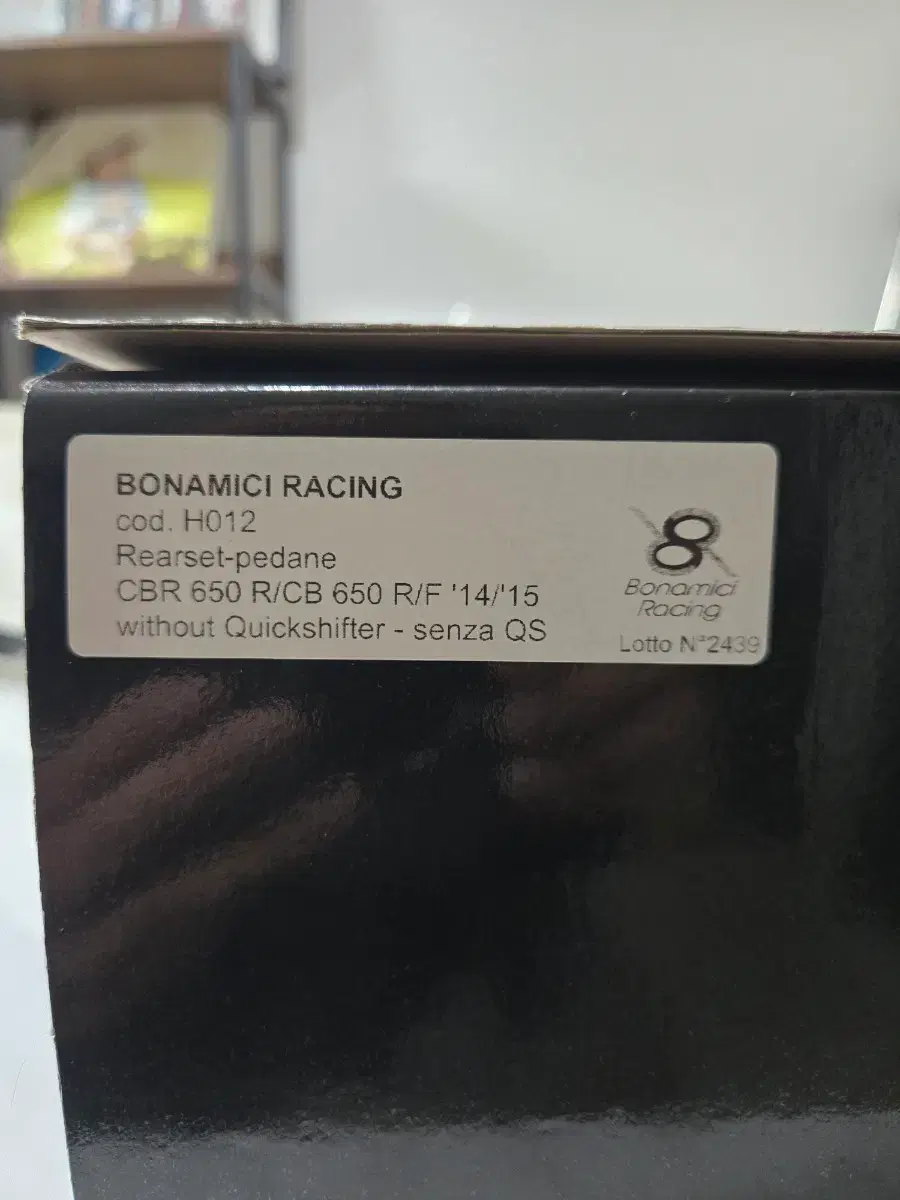 BONAMICI RACING
cod. H012
Rearset-pedane
CBR 650 R/CB 650 R/F '14/'15
without Quickshifter - senza QS
Bonamici
Racing
Lotto N°2439